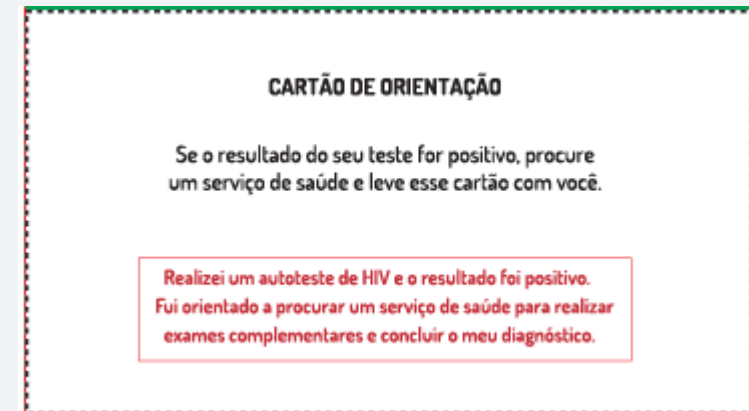 CARTÃO DE ORIENTAÇÃO
Se o resultado do seu teste for positivo, procure
um serviço de saúde e leve esse cartão com você.
Realizei um autoteste de HIV e o resultado foi positivo.
Fui orientado a procurar um serviço de saúde para realizar
exames complementares e concluir o meu diagnóstico.